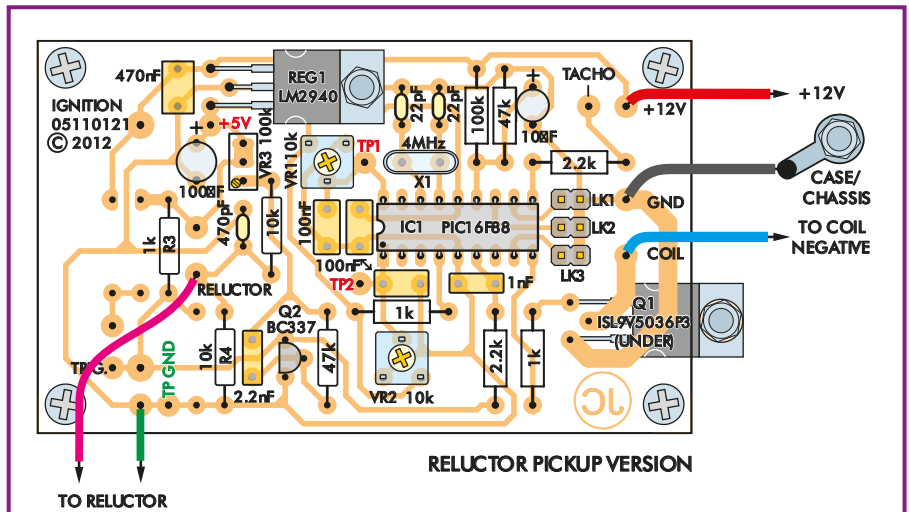 470nF
REG1
LM2940
IGNITION
05110121
© 2012
+5V
VR3 100k
VR1 10k
TP1
22pF
22pF
4MHz
X1
100k
47k
TACHO
+12V
+12V
2.2k
CASE/
CHASSIS
GND
TO COIL
NEGATIVE
COIL
LK1
LK2
LK3
IC1 PIC16F88
470pF
10k
100nF
100nF
1k
R3
TP2
1nF
RELUCTOR
Q1
ISL9V5036P3
(UNDER)
Q2
BC337
1k
10k
R4
TP GND
2.2nF
47k
VR2 10k
2.2k
1k
RELUCTOR PICKUP VERSION
TO RELUCTOR